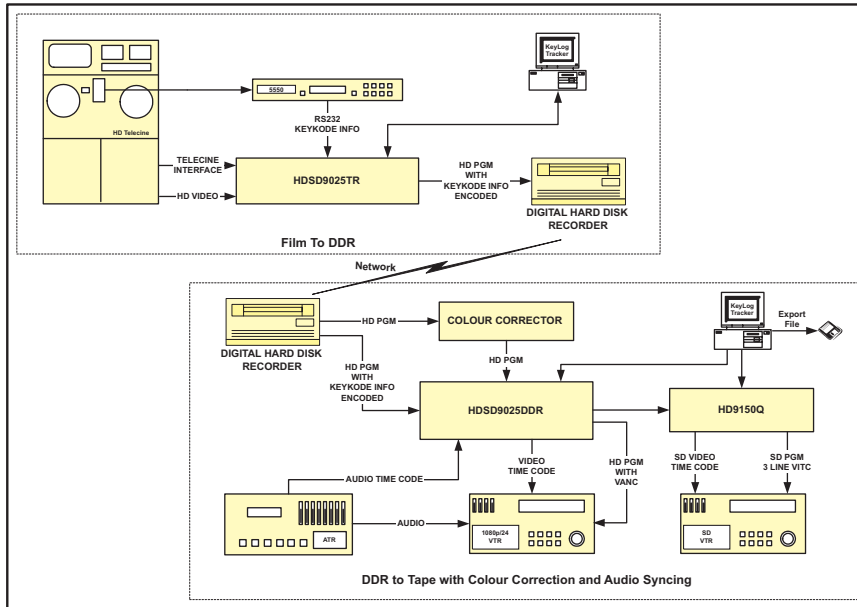 KeyLog
Tracker
5550
HD Telecine
RS232
KEYKODE INFO
TELECINE
INTERFACE
HD VIDEO
HDSD9025TR
HD PGM
WITH
KEYKODE INFO
ENCODED
DIGITAL HARD DISK
RECORDER
Film To DDR
Network
DIGITAL HARD DISK
RECORDER
HD PGM
COLOUR CORRECTOR
KeyLog
Tracker
Export
File
HD PGM
WITH
KEYKODE INFO
ENCODED
HD PGM
HDSD9025DDR
HD9150Q
AUDIO TIME CODE
VIDEO
TIME CODE
HD PGM
WITH
VANC
SD VIDEO
TIME CODE
SD PGM
3 LINE VITC
ATR
AUDIO
1080p/24
VTR
SD
VTR
DDR to Tape with Colour Correction and Audio Syncing